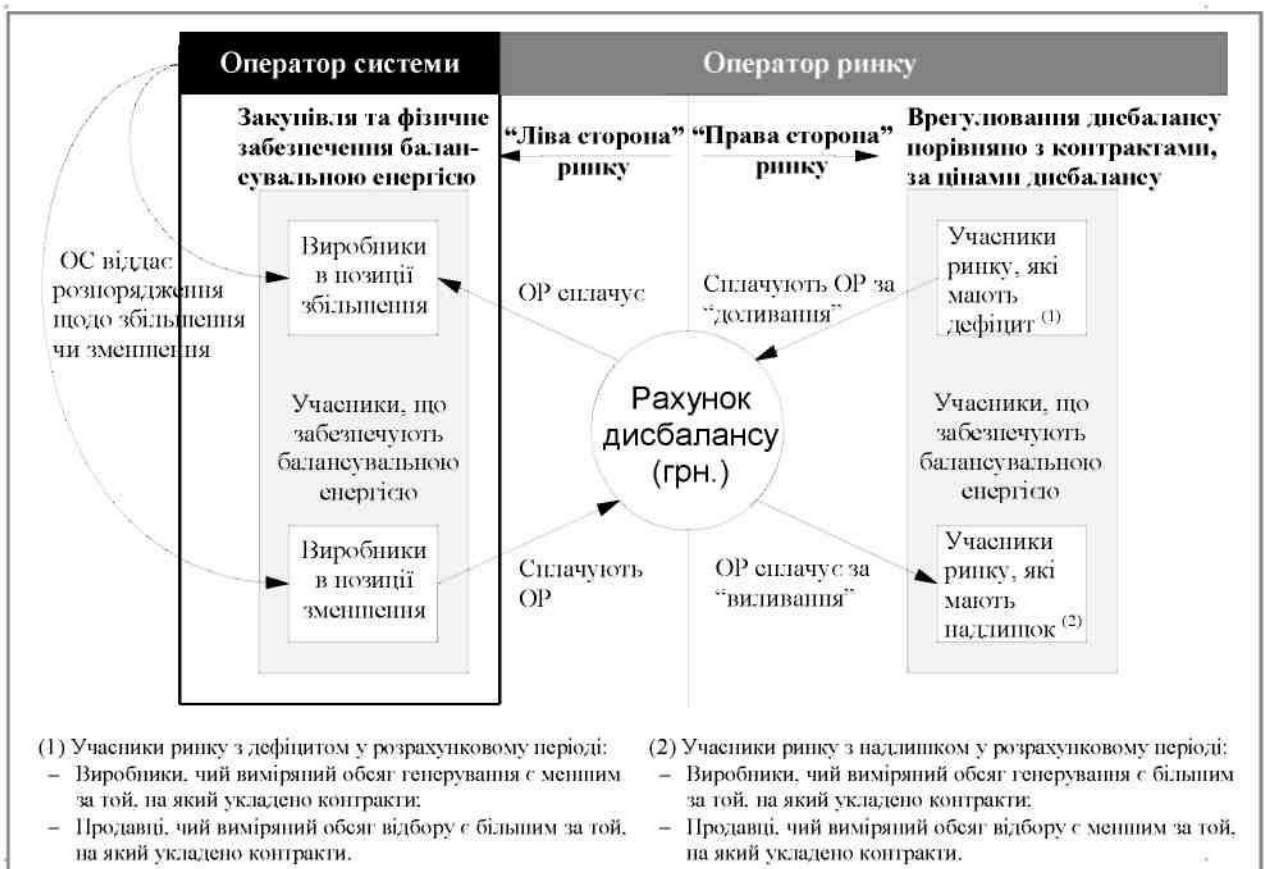 Оператор системи
Оператор ринку
Закупівля та фізичне
забезпечення балан-
сувальною енергією
“Ліва сторона”
ринку
“Права сторона”
ринку
Врегулювання дисбалансу
порівняно з контрактами,
за цінами дисбалансу
ОС віддає
розпорядження
щодо збільшення
чи зменшення
Виробники
в позиції
збільшення
ОР сплачує
Сплачують ОР за
“доливання”
Учасники
ринку, які
мають
дефіцит (1)
Учасники, що
забезпечують
балансувальною
енергією
Рахунок
дисбалансу
(грн.)
Учасники, що
забезпечують
балансувальною
енергією
Виробники
в позиції
зменшення
Сплачують
ОР
ОР сплачує за
“виливання”
Учасники
ринку, які
мають
надлишок (2)
(1) Учасники ринку з дефіцитом у розрахунковому періоді:
– Виробники, чий виміряний обсяг генерування є меншим
за той, на який укладено контракти;
– Продавці, чий виміряний обсяг відбору є більшим за той,
на який укладено контракти.
(2) Учасники ринку з надлишком у розрахунковому періоді:
– Виробники, чий виміряний обсяг генерування є більшим
за той, на який укладено контракти;
– Продавці, чий виміряний обсяг відбору є меншим за той,
на який укладено контракти.